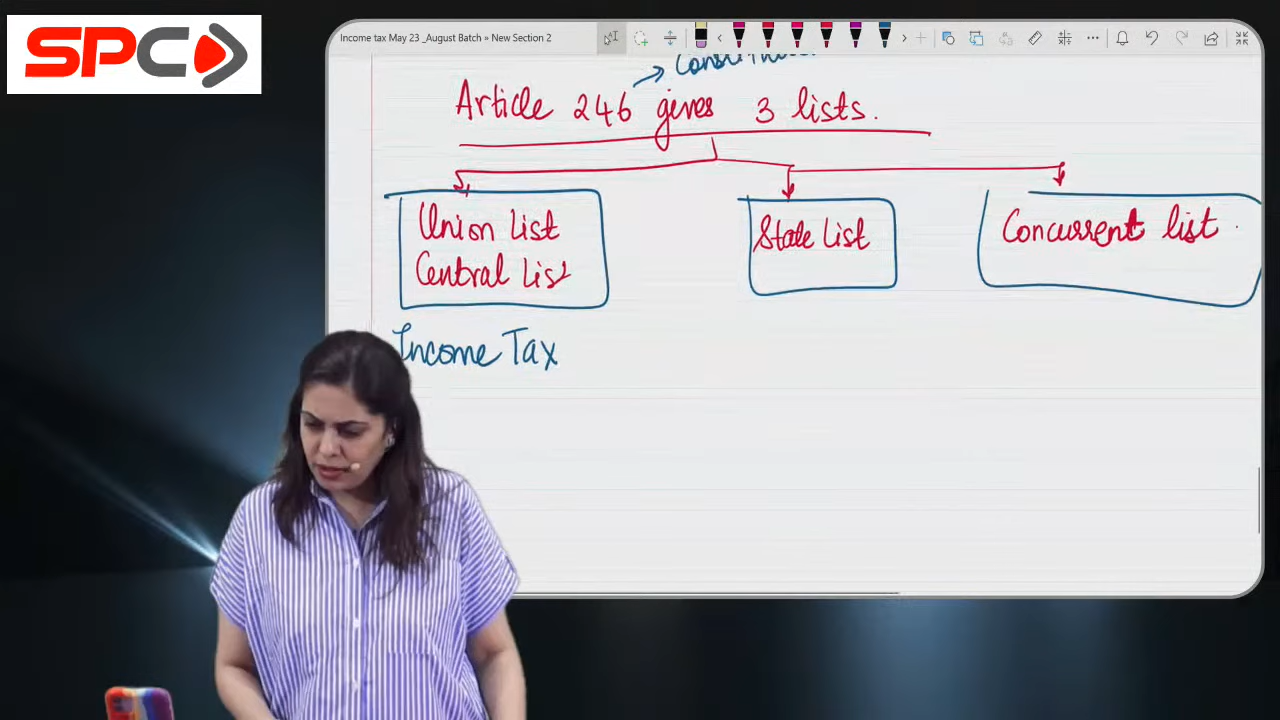 SPC
Income tax May 23 _August Batch » New Section 2
Article 246 gives 3 lists.
Union List
Central List
State List
Concurrent list
Income Tax